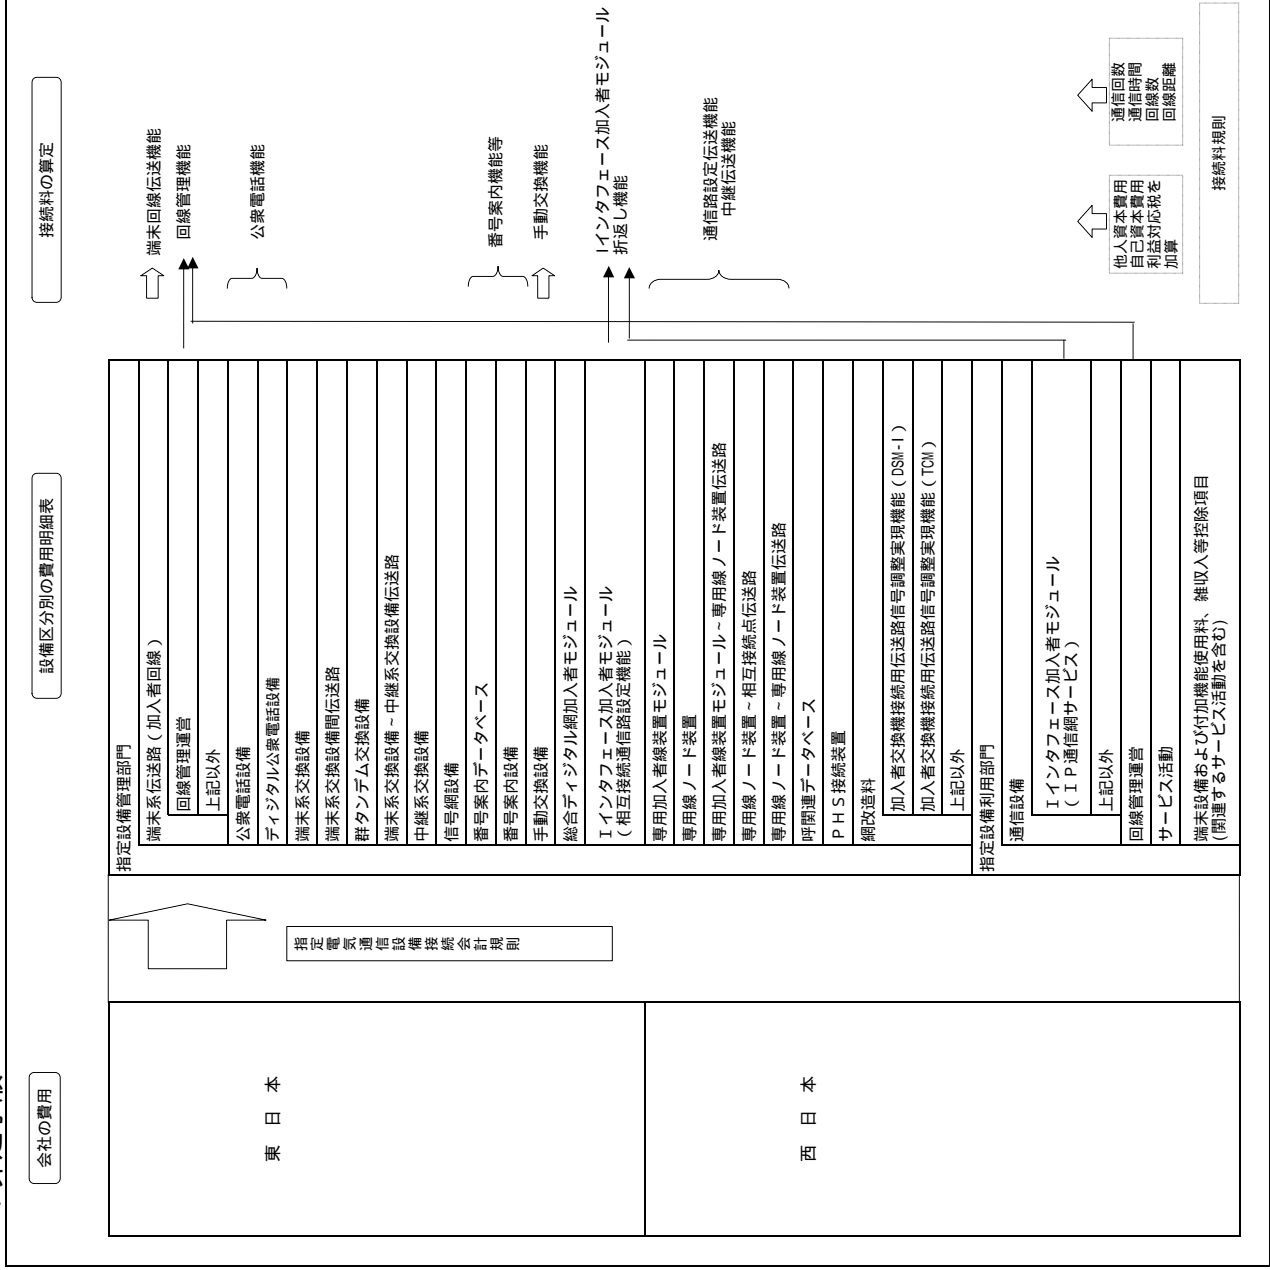 会社の費用
設備区分別の費用明細表
接続料の算定
東日本
西日本
指定電気通信設備接続会計規則
指定設備管理部門
端末系伝送路（加入者回線）
回線管理運営
上記以外
公衆電話設備
ディジタル公衆電話設備
端末系交換設備
端末系交換設備間伝送路
群タンデム交換設備
端末系交換設備～中継系交換設備伝送路
中継系交換設備
信号網設備
番号案内データベース
番号案内設備
手動交換設備
総合ディジタル網加入者モジュール
Ｉインタフェース加入者モジュール
（相互接続通信路設定機能）
専用加入者線装置モジュール
専用線ノード装置
専用加入者線装置モジュール～専用線ノード装置伝送路
専用線ノード装置～相互接続点伝送路
専用線ノード装置～専用線ノード装置伝送路
呼関連データベース
ＰＨＳ接続装置
網改造料
加入者交換機接続用伝送路信号調整実現機能（DSM-I）
加入者交換機接続用伝送路信号調整実現機能（TCM）
上記以外
指定設備利用部門
通信設備
Ｉインタフェース加入者モジュール
（ＩＰ通信網サービス）
上記以外
回線管理運営
サービス活動
端末設備および付加機能使用料、雑収入等控除項目
(関連するサービス活動を含む)
端末回線伝送機能
回線管理機能
公衆電話機能
番号案内機能等
手動交換機能
Iインタフェース加入者モジュール
折返し機能
通信路設定伝送機能
中継伝送機能
他人資本費用
自己資本費用
利益対応税を
加算
通信回数
通信時間
回線数
回線距離
接続料規則